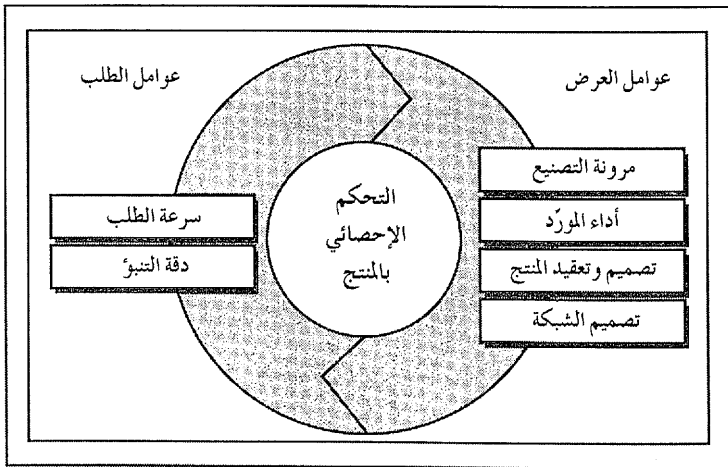 عوامل العرض
عوامل الطلب
مرونة التصنيع
أداء المورّد
تصميم وتعقيد المنتج
تصميم الشبكة
التحكم
الإحصائي
بالمنتج
سرعة الطلب
دقة التنبؤ